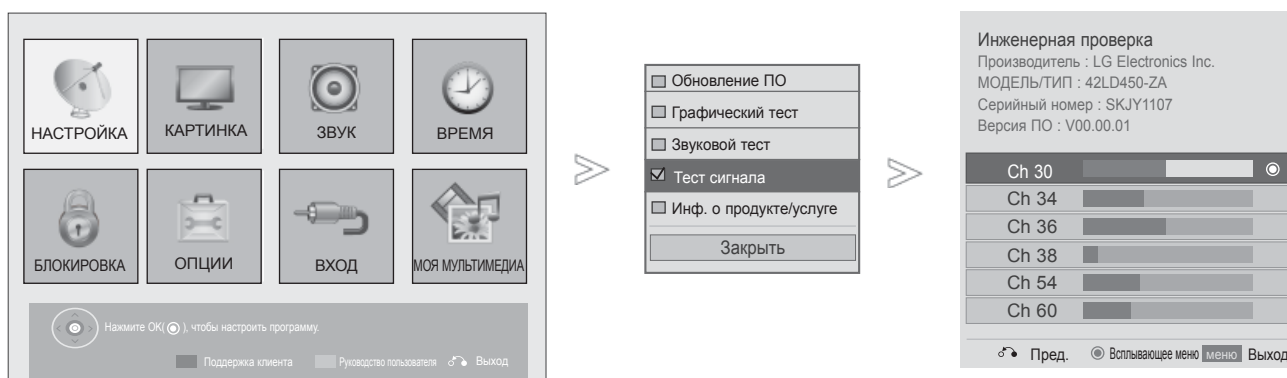 НАСТРОЙКА
КАРТИНКА
ЗВУК
ВРЕМЯ
БЛОКИРОВКА
ОПЦИИ
ВХОД
МОЯ МУЛЬТИМЕДИА
Нажмите OK( ), чтобы настроить программу.
Поддержка клиента Руководство пользователя Выход
Обновление ПО
Графический тест
Звуковой тест
Тест сигнала
Инф. о продукте/услуге
Закрыть
Инженерная проверка
Производитель : LG Electronics Inc.
МОДЕЛЬ/ТИП : 42LD450-ZA
Серийный номер : SKJY1107
Версия ПО : V00.00.01
Ch 30
Ch 34
Ch 36
Ch 38
Ch 54
Ch 60
Пред. Всплывающее меню меню Выход